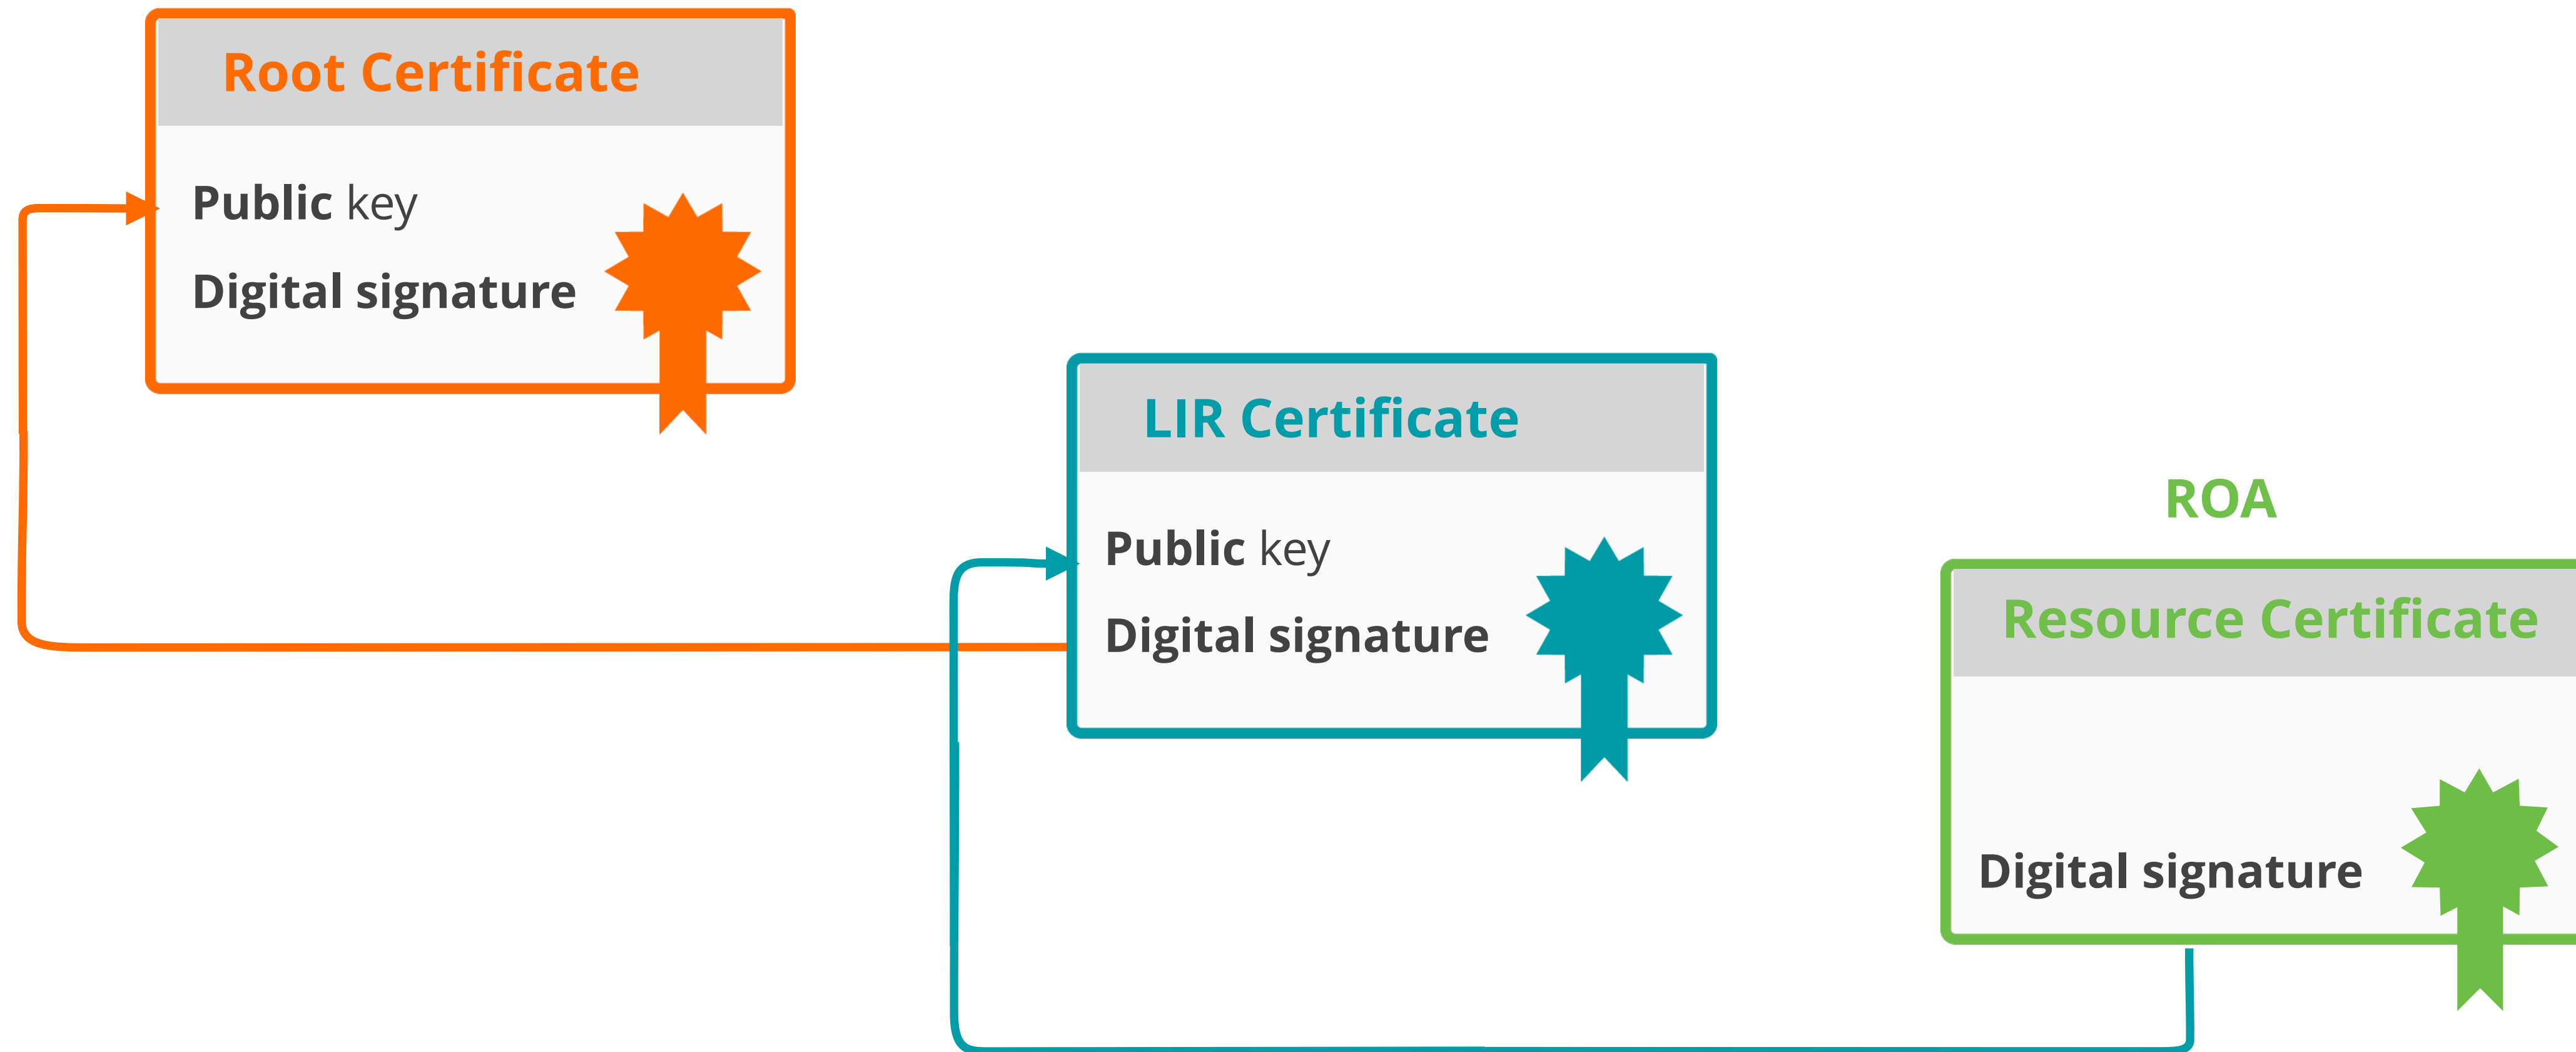 Root Certificate
Public key
Digital signature
LIR Certificate
Public key
Digital signature
ROA
Resource Certificate
Digital signature